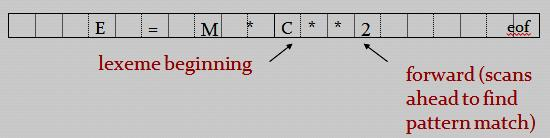 E = M * C * * 2 eof
lexeme beginning
forward (scans
ahead to find
pattern match)